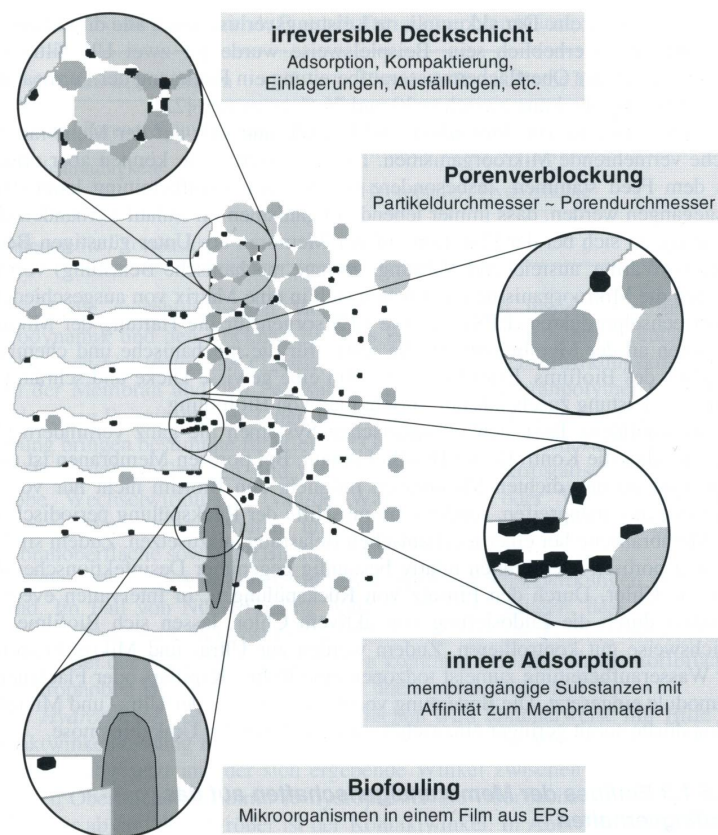 irreversible Deckschicht
Adsorption, Kompaktierung,
Einlagerungen, Ausfällungen, etc.
Porenverblockung
Partikeldurchmesser ~ Porendurchmesser
innere Adsorption
membrangängige Substanzen mit
Affinität zum Membranmaterial
Biofouling
Mikroorganismen in einem Film aus EPS